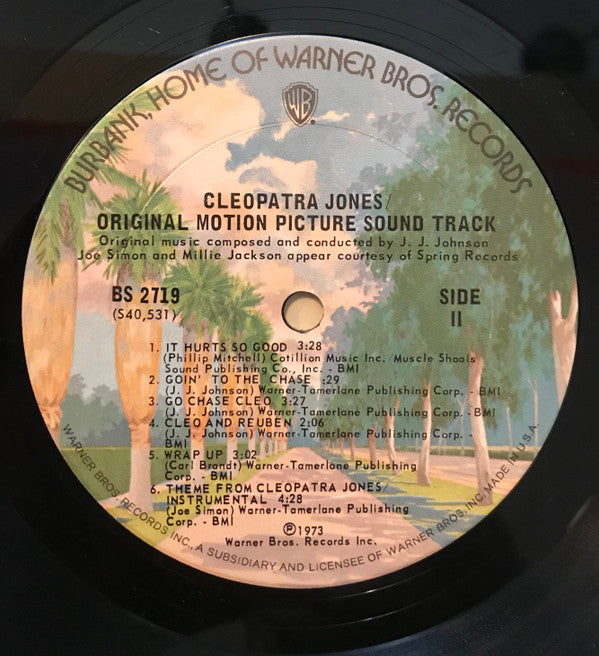 BURBANK, HOME OF WARNER BROS. RECORDS
WB
CLEOPATRA JONES/
ORIGINAL MOTION PICTURE SOUND TRACK
Original music composed and conducted by J. J. Johnson
Joe Simon and Millie Jackson appear courtesy of Spring Records
BS 2719
(S40,531)
SIDE
II
1. IT HURTS SO GOOD 3:28
(Phillip Mitchell) Cotillion Music Inc./Muscle Shoals
Sound Publishing Co., Inc. - BMI
2. GOIN' TO THE CHASE :29
(J. J. Johnson) Warner-Tamerlane Publishing Corp. - BMI
3. GO CHASE CLEO 3:27
(J. J. Johnson) Warner-Tamerlane Publishing Corp. - BMI
4. CLEO AND REUBEN 2:06
(J. J. Johnson) Warner-Tamerlane Publishing Corp. -
BMI
5. WRAP UP 3:02
(Carl Brandt) Warner-Tamerlane Publishing
Corp. - BMI
6. THEME FROM CLEOPATRA JONES/
INSTRUMENTAL 4:28
(Joe Simon) Warner-Tamerlane Publishing
Corp. - BMI
℗1973
Warner Bros. Records Inc.
WARNER BROS. RECORDS INC., A SUBSIDIARY AND LICENSEE OF WARNER BROS. INC. MADE IN U.S.A.